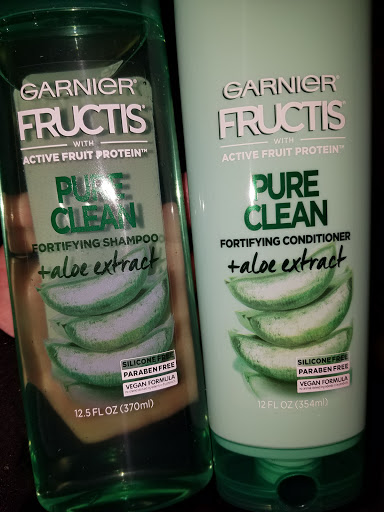 GARNIER
FRUCTIS
WITH
ACTIVE FRUIT PROTEIN™
PURE
CLEAN
FORTIFYING SHAMPOO
+aloe extract
SILICONE FREE
PARABEN FREE
VEGAN FORMULA
12.5 FL OZ (370ml)
GARNIER®
FRUCTIS®
WITH
ACTIVE FRUIT PROTEIN™
PURE
CLEAN
FORTIFYING CONDITIONER
+aloe extract
SILICONE FREE
PARABEN FREE
VEGAN FORMULA
12 FL OZ (354ml)